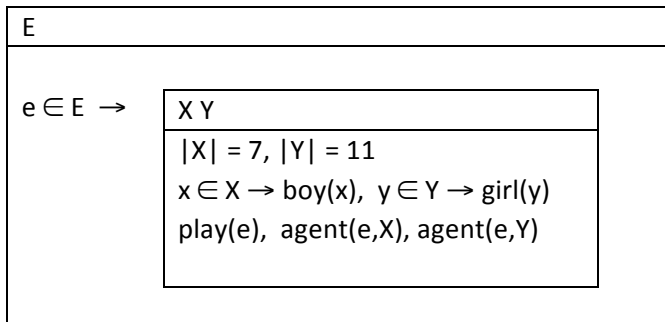 E
e ∈ E →
X Y
|X| = 7, |Y| = 11
x ∈ X → boy(x), y ∈ Y → girl(y)
play(e), agent(e,X), agent(e,Y)